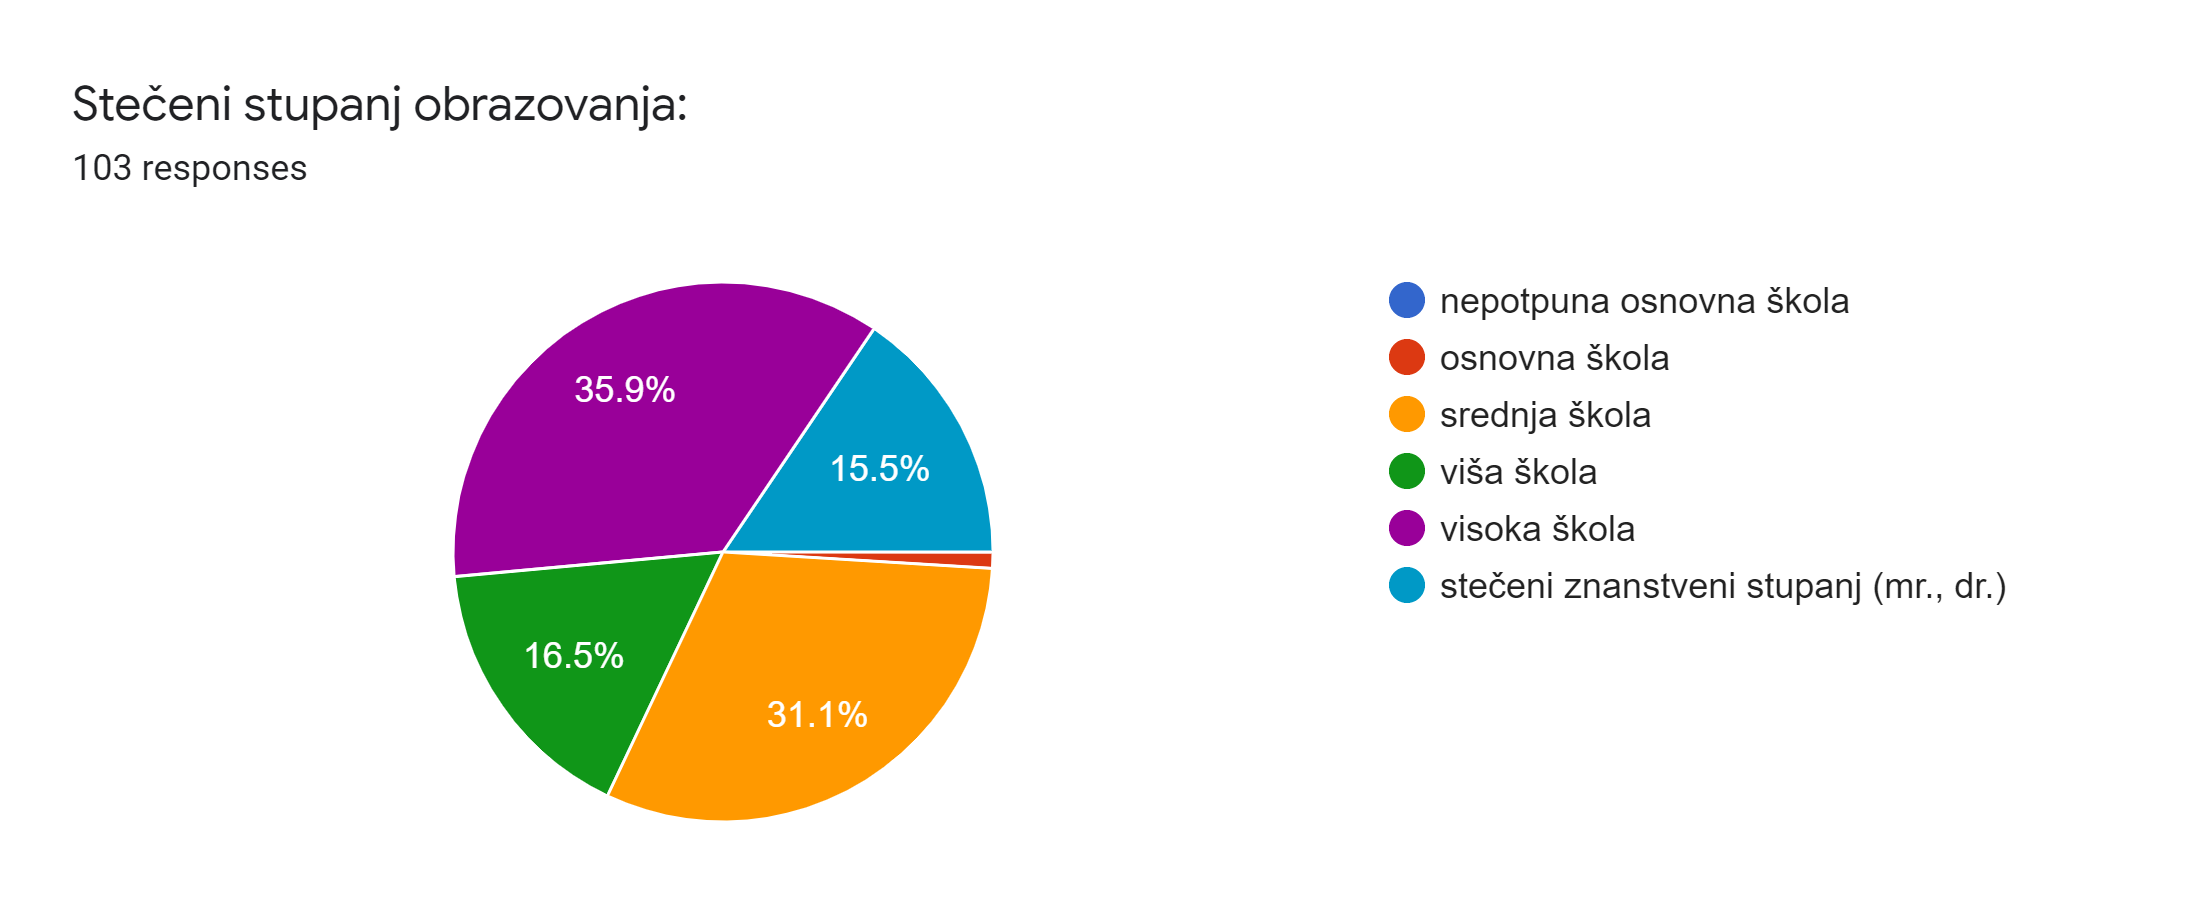 Stečeni stupanj obrazovanja:
103 responses
35.9%
15.5%
16.5%
31.1%
nepotpuna osnovna škola
osnovna škola
srednja škola
viša škola
visoka škola
stečeni znanstveni stupanj (mr., dr.)